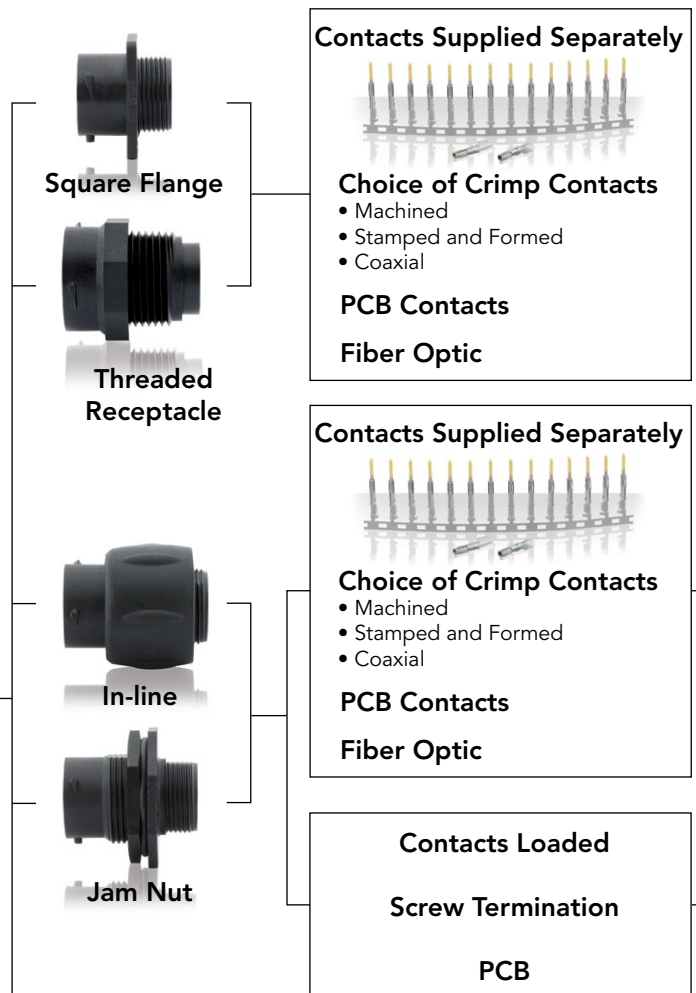 Square Flange
Threaded
Receptacle
Contacts Supplied Separately
Choice of Crimp Contacts
• Machined
• Stamped and Formed
• Coaxial
PCB Contacts
Fiber Optic
In-line
Jam Nut
Contacts Supplied Separately
Choice of Crimp Contacts
• Machined
• Stamped and Formed
• Coaxial
PCB Contacts
Fiber Optic
Contacts Loaded
Screw Termination
PCB